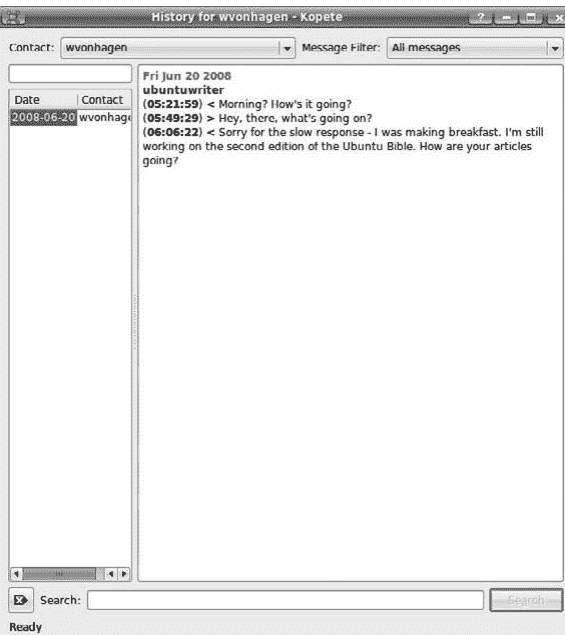 History for wvonhagen - Kopete
Contact: wvonhagen Message Filter: All messages
Date Contact
2008-06-20 wvonhage
Fri Jun 20 2008
ubuntuwriter
(05:21:59) < Morning? How's it going?
(05:49:29) > Hey, there, what's going on?
(06:06:22) < Sorry for the slow response - I was making breakfast. I'm still
working on the second edition of the Ubuntu Bible. How are your articles
going?
Search: Search
Ready